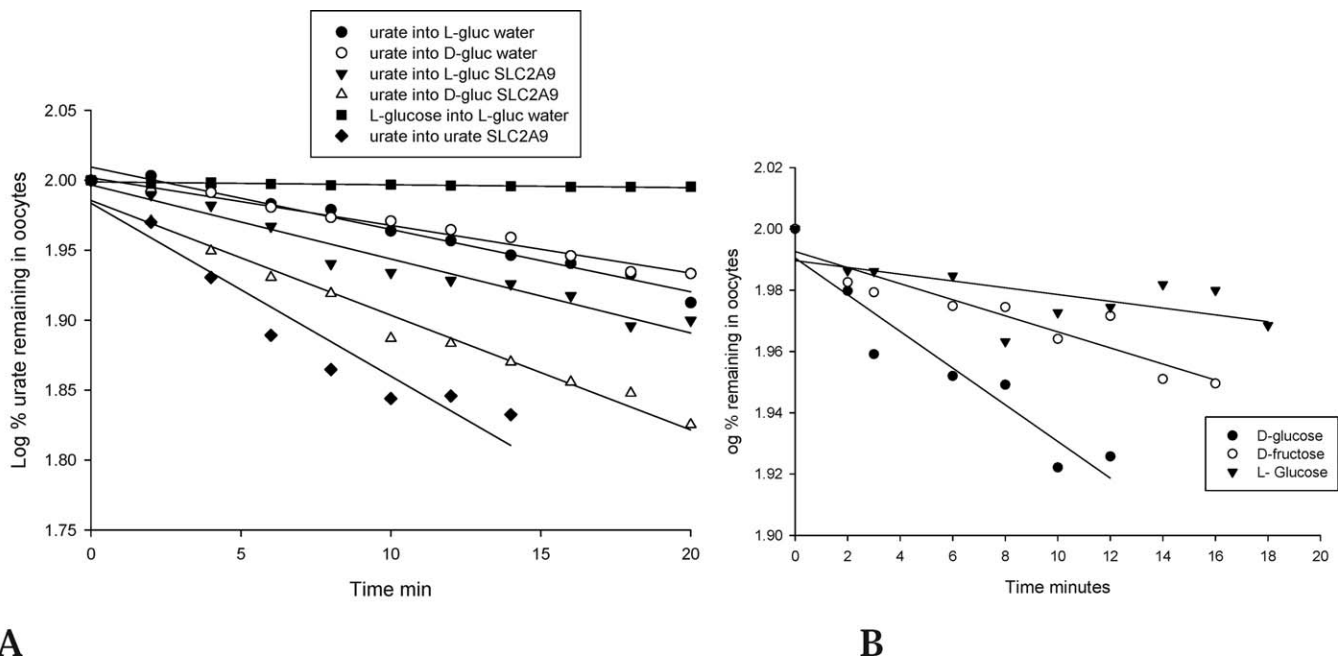 urate into L-gluc water
urate into D-gluc water
urate into L-gluc SLC2A9
urate into D-gluc SLC2A9
L-glucose into L-gluc water
urate into urate SLC2A9
Log % urate remaining in oocytes
2.05
2.00
1.95
1.90
1.85
1.80
1.75
0 5 10 15 20
Time min
A
og % remaining in oocytes
2.02
2.00
1.98
1.96
1.94
1.92
1.90
D-glucose
D-fructose
L- Glucose
0 2 4 6 8 10 12 14 16 18 20
Time minutes
B